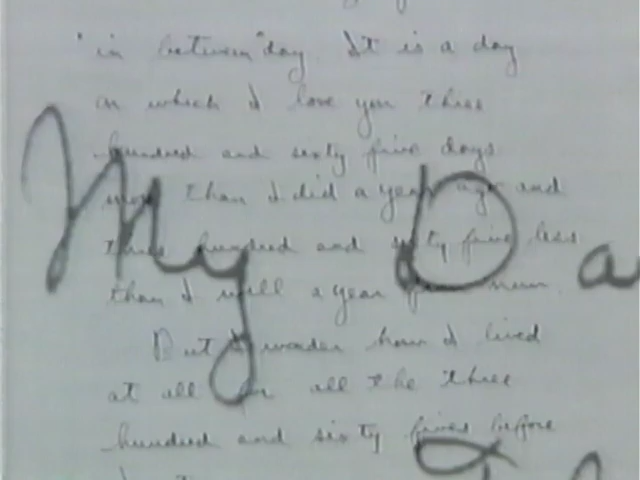 "in between" day. It is a day
on which I love you three
hundred and sixty five days
more than I did a year ago and
three hundred and sixty five less
than I will a year from now.
But I wonder how I lived
at all for all the three
hundred and sixty fives before
My Da